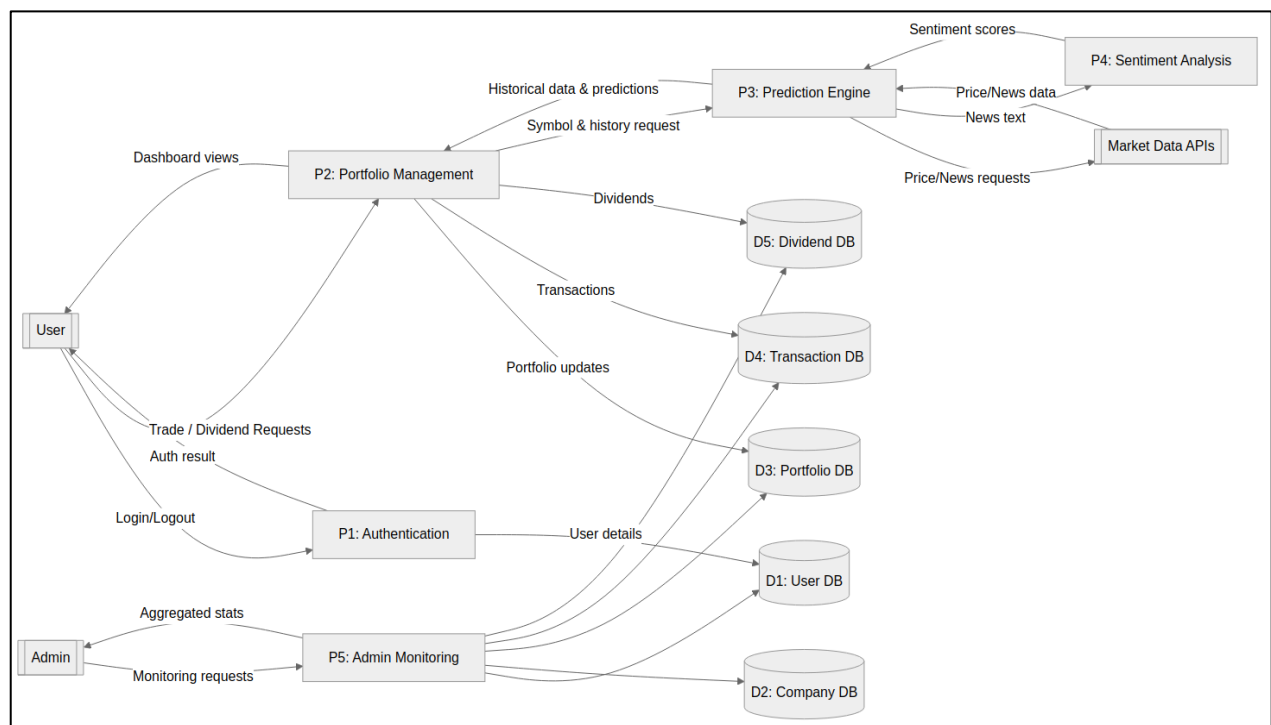 Sentiment scores
P4: Sentiment Analysis
Historical data & predictions
P3: Prediction Engine
Price/News data
News text
Symbol & history request
Market Data APIs
Dashboard views
P2: Portfolio Management
Price/News requests
Dividends
D5: Dividend DB
Transactions
User
D4: Transaction DB
Portfolio updates
Trade / Dividend Requests
Auth result
D3: Portfolio DB
Login/Logout
P1: Authentication
User details
D1: User DB
Aggregated stats
Admin
P5: Admin Monitoring
Monitoring requests
D2: Company DB